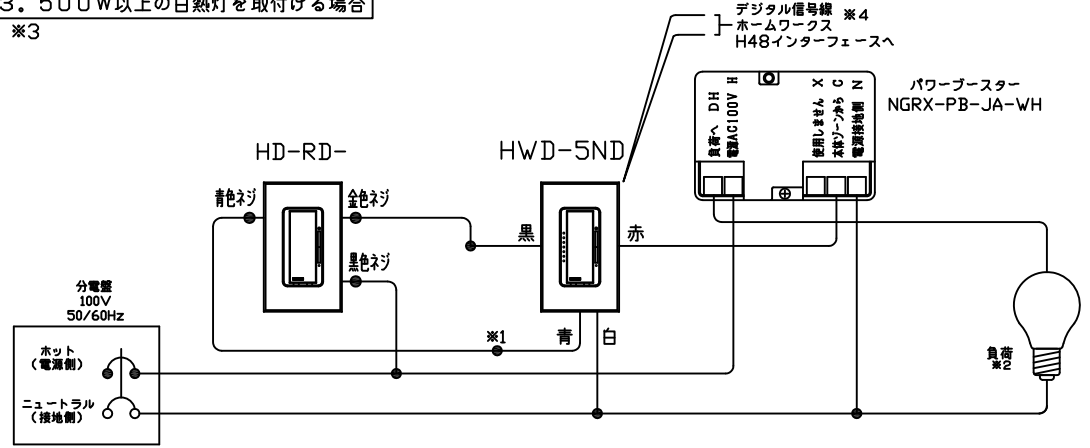 3. 500W以上の白熱灯を取付ける場合
※3
デジタル信号線 ※4
ホームワークス
H48インターフェースへ
パワーブースター
NGRX-PB-JA-WH
負荷へ DH
電源AC100V H
使用しません X
本体ゾーンから C
電源接地側 N
HD-RD-
HWD-5ND
青色ネジ
金色ネジ
黒色ネジ
黒
赤
※1
青
白
分電盤
100V
50/60Hz
ホット
(電源側)
ニュートラル
(接地側)
負荷
※2